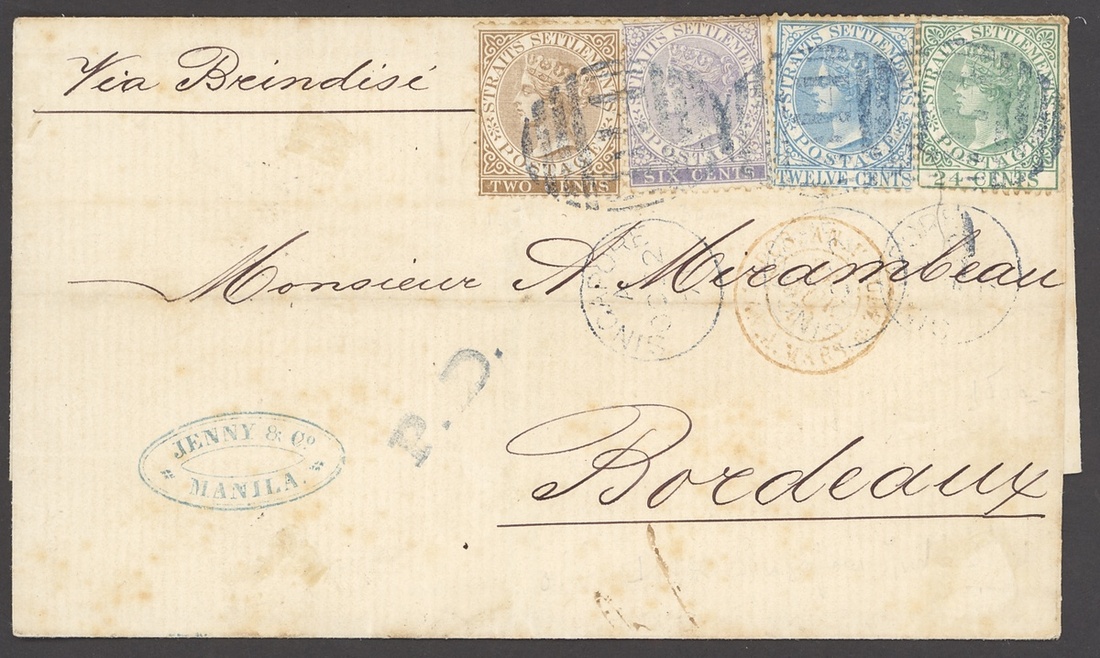 Via Brindisi
STRAITS SETTLEMENTS
POSTAGE
TWO CENTS
STRAITS SETTLEMENTS
POSTAGE
SIX CENTS
STRAITS SETTLEMENTS
POSTAGE
TWELVE CENTS
STRAITS SETTLEMENTS
POSTAGE
24 CENTS
Monsieur A Mirambeau
SINGAPORE
P.D.
JENNY & Co
MANILA.
Bordeaux